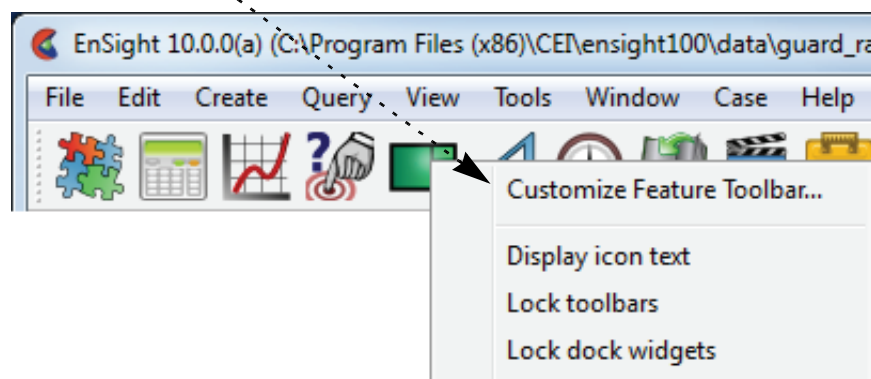 EnSight 10.0.0(a) (C:\Program Files (x86)\CEI\ensight100\data\guard_ra
File Edit Create Query View Tools Window Case Help
?
Customize Feature Toolbar...
Display icon text
Lock toolbars
Lock dock widgets